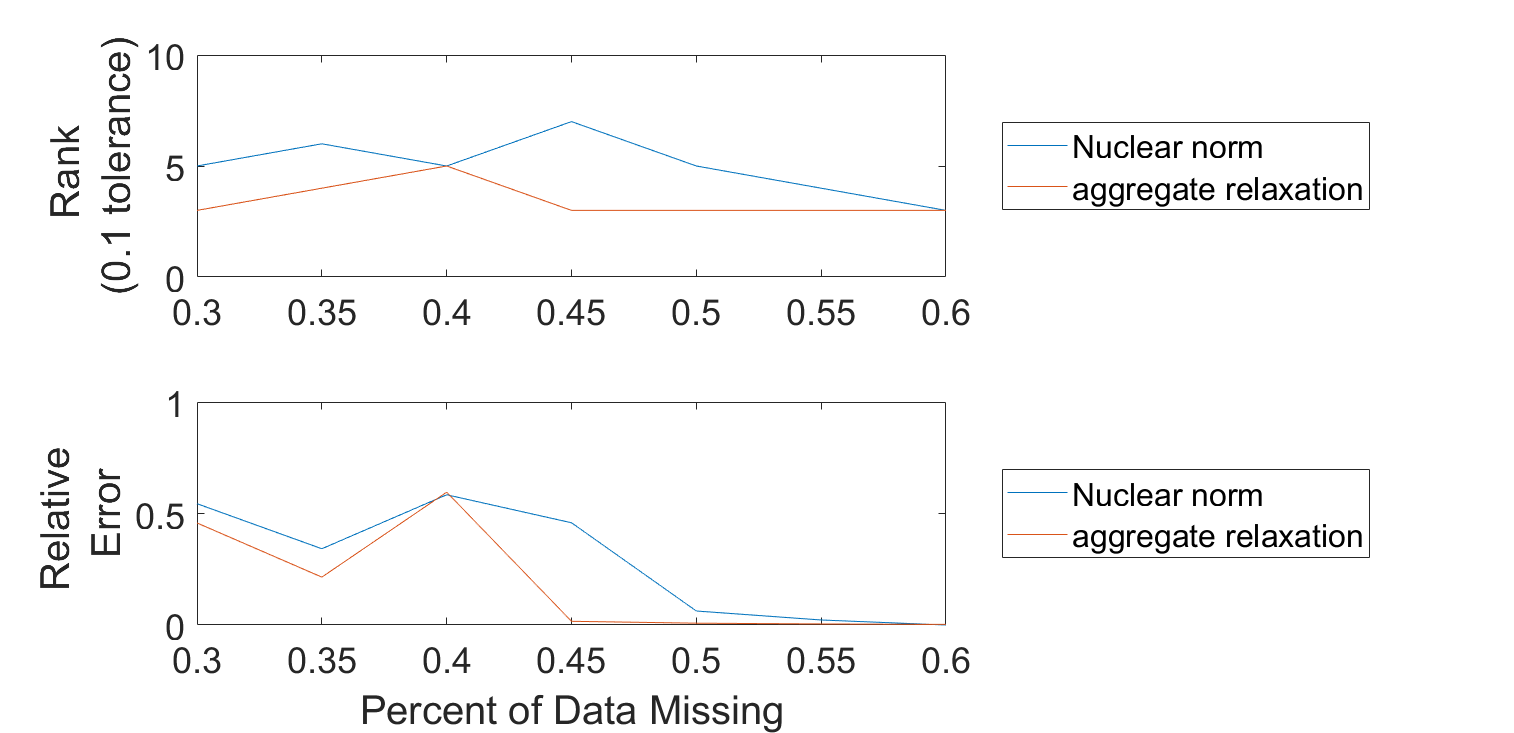 Rank
(0.1 tolerance)
10
5
0
0.3 0.35 0.4 0.45 0.5 0.55 0.6
Nuclear norm
aggregate relaxation
Relative
Error
1
0.5
0
0.3 0.35 0.4 0.45 0.5 0.55 0.6
Percent of Data Missing
Nuclear norm
aggregate relaxation